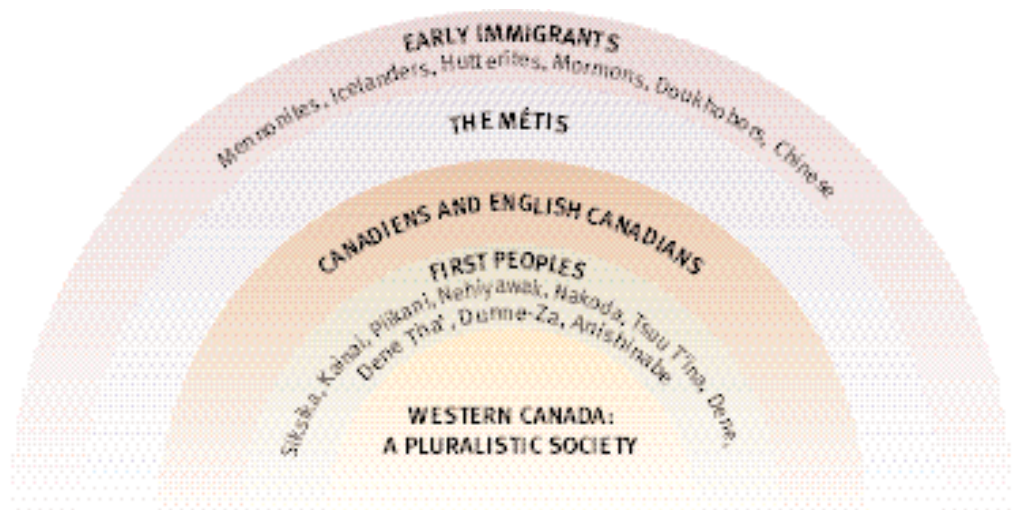 EARLY IMMIGRANTS
Mennonites, Icelanders, Hutterites, Mormons, Doukhobors, Chinese
THE MÉTIS
CANADIENS AND ENGLISH CANADIANS
FIRST PEOPLES
Siksika, Kainai, Piikani, Nehiyawak, Nakoda, Tsuu T'ina, Dene,
Dene Tha', Dunne-Za, Anishinabe
WESTERN CANADA:
A PLURALISTIC SOCIETY